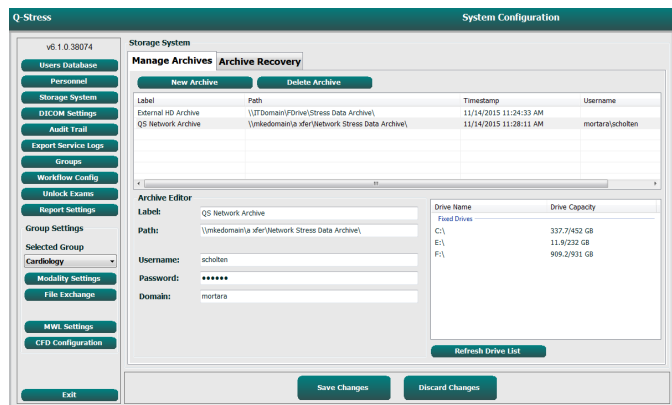 Q-Stress
System Configuration
v6.1.0.38074
Users Database
Personnel
Storage System
DICOM Settings
Audit Trail
Export Service Logs
Groups
Workflow Config
Unlock Exams
Report Settings
Group Settings
Selected Group
Cardiology
Modality Settings
File Exchange
MWL Settings
CFD Configuration
Exit
Storage System
Manage Archives Archive Recovery
New Archive Delete Archive
Label Path Timestamp Username
External HD Archive \\JTDomain\FDrive\Stress Data Archive\ 11/14/2015 11:24:33 AM
QS Network Archive \\mkedomain\a xfer\Network Stress Data Archive\ 11/14/2015 11:28:11 AM mortara\scholten
Archive Editor
Label: QS Network Archive
Path: \\mkedomain\a xfer\Network Stress Data Archive\
Username: scholten
Password: ●●●●●●
Domain: mortara
Drive Name Drive Capacity
Fixed Drives
C:\ 337.7/452 GB
E:\ 11.9/232 GB
F:\ 909.2/931 GB
Refresh Drive List
Save Changes Discard Changes